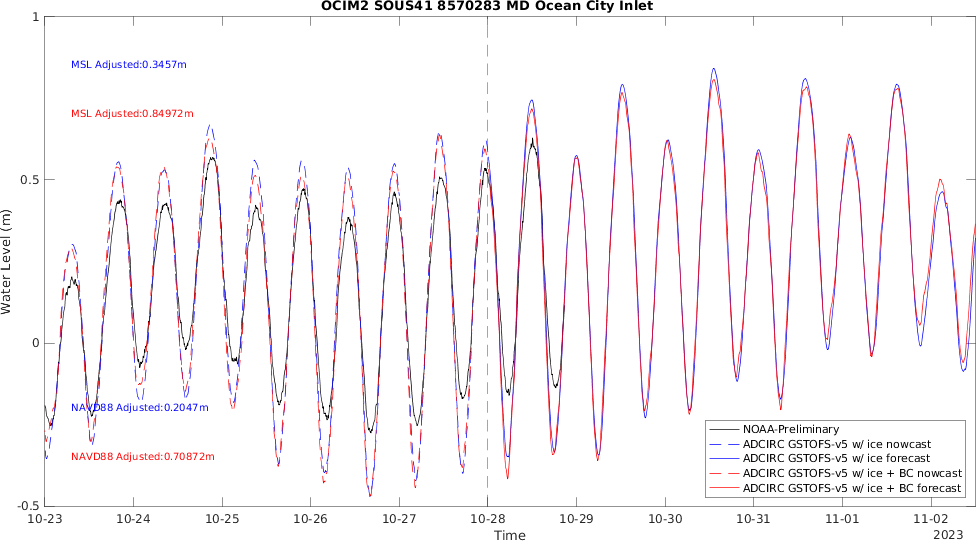 OCIM2 SOUS41 8570283 MD Ocean City Inlet
1
MSL Adjusted:0.3457m
MSL Adjusted:0.84972m
0.5
Water Level (m)
0
NAVD88 Adjusted:0.2047m
NAVD88 Adjusted:0.70872m
-0.5
NOAA-Preliminary
ADCIRC GSTOFS-v5 w/ ice nowcast
ADCIRC GSTOFS-v5 w/ ice forecast
ADCIRC GSTOFS-v5 w/ ice + BC nowcast
ADCIRC GSTOFS-v5 w/ ice + BC forecast
10-23 10-24 10-25 10-26 10-27 10-28 10-29 10-30 10-31 11-01 11-02
Time
2023